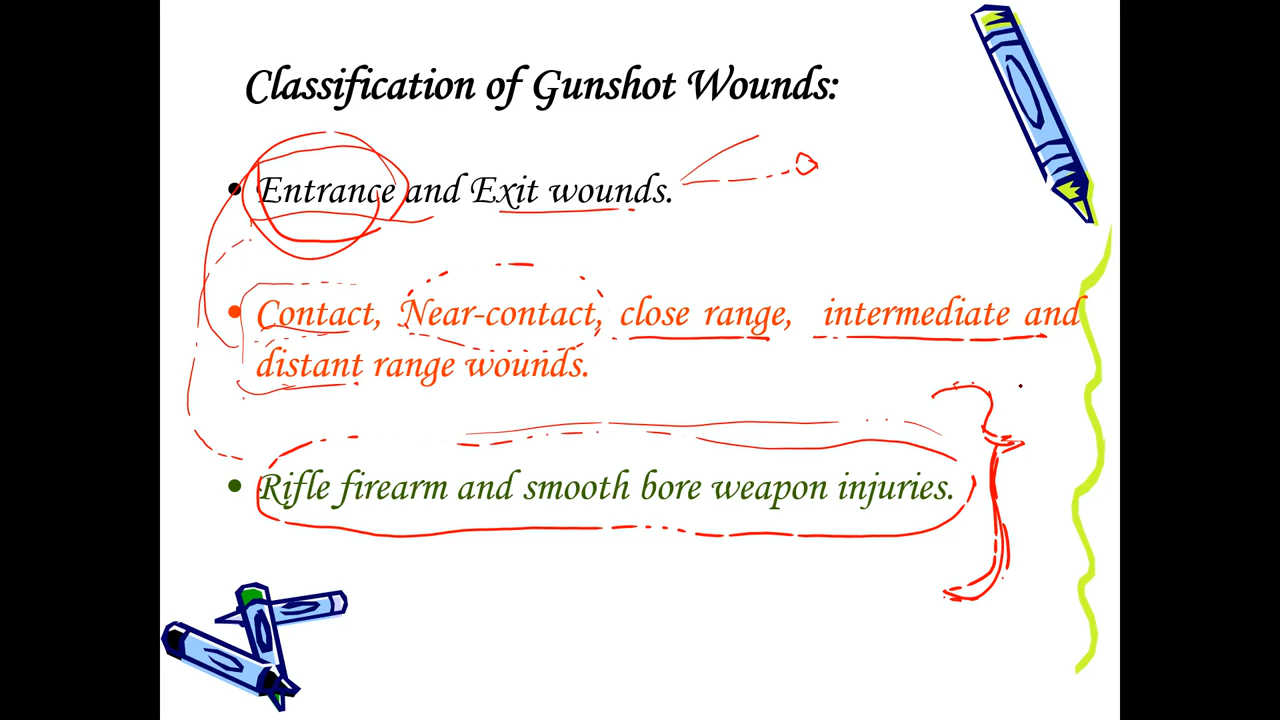 Classification of Gunshot Wounds:
• Entrance and Exit wounds.
• Contact, Near-contact, close range, intermediate and
distant range wounds.
• Rifle firearm and smooth bore weapon injuries.